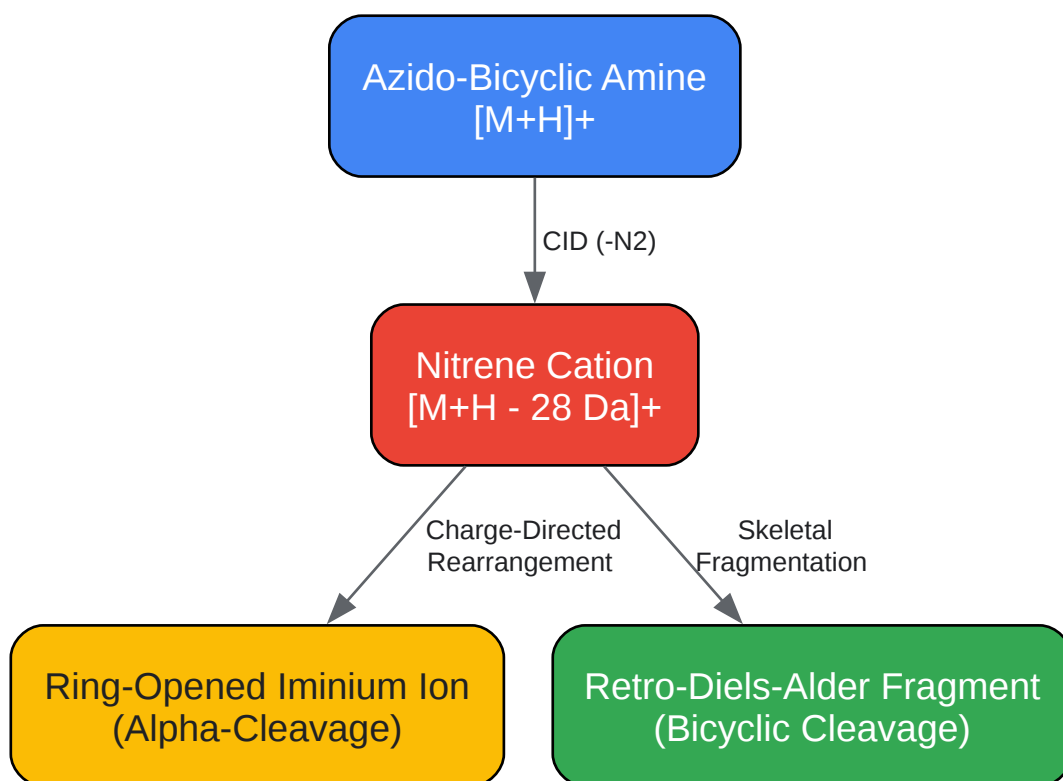 Azido-Bicyclic Amine
[M+H]+
CID (-N2)
Nitrene Cation
[M+H - 28 Da]+
Charge-Directed
Rearrangement
Skeletal
Fragmentation
Ring-Opened Iminium Ion
(Alpha-Cleavage)
Retro-Diels-Alder Fragment
(Bicyclic Cleavage)